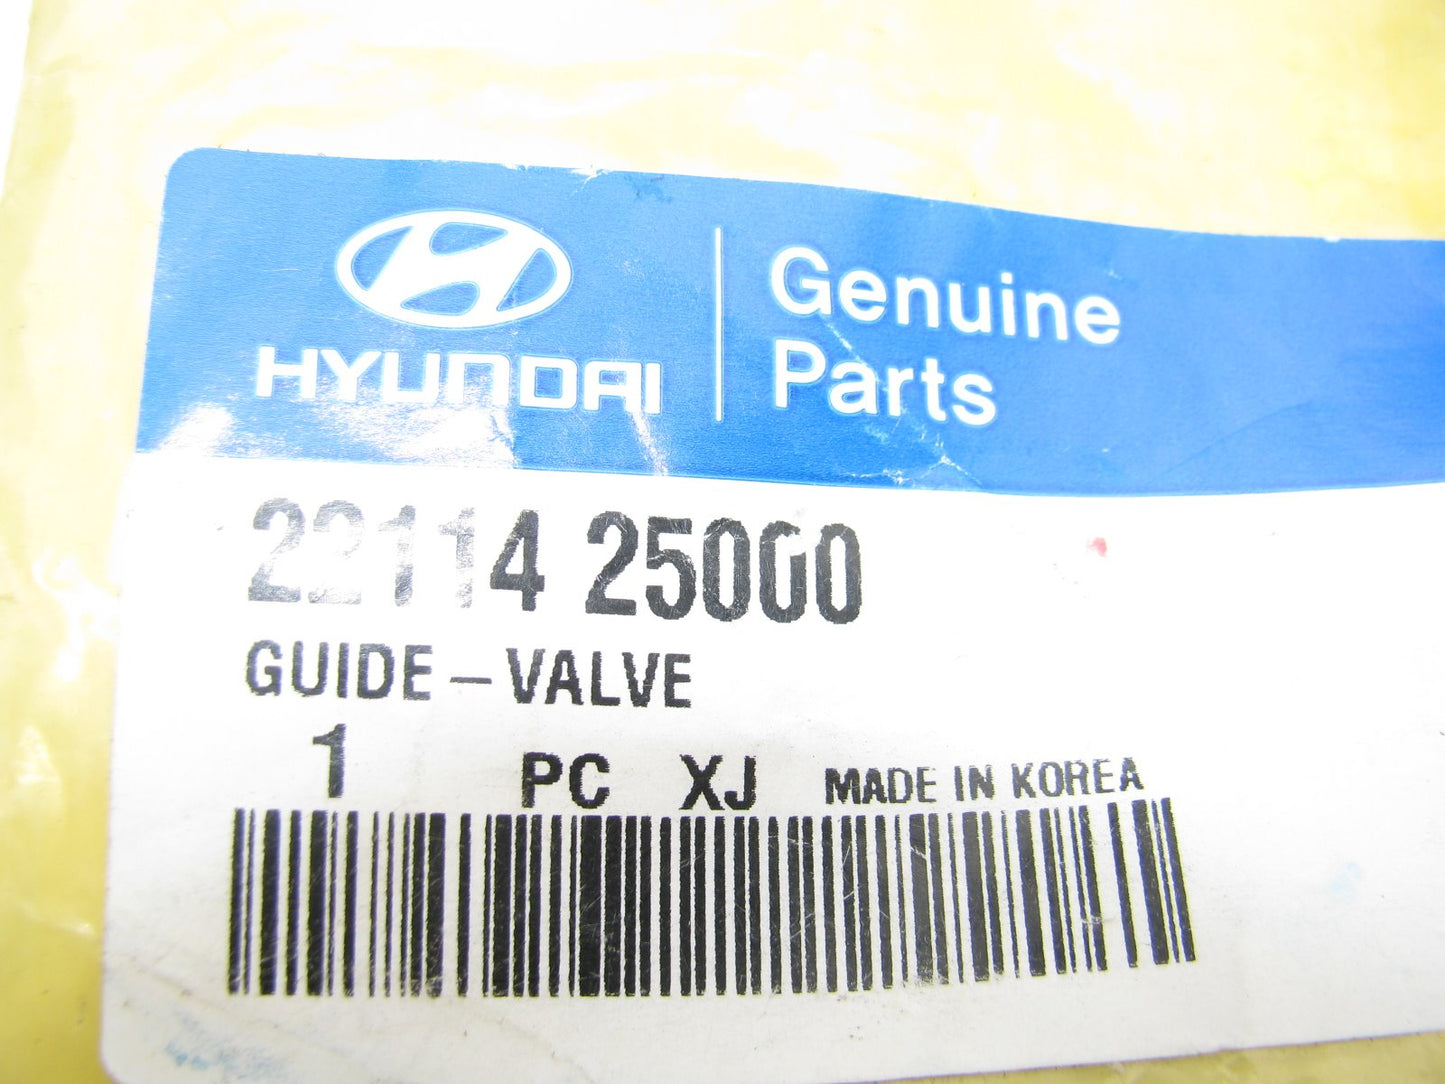 HYUNDAI
Genuine
Parts
22114 25000
GUIDE-VALVE
1 PC XJ MADE IN KOREA